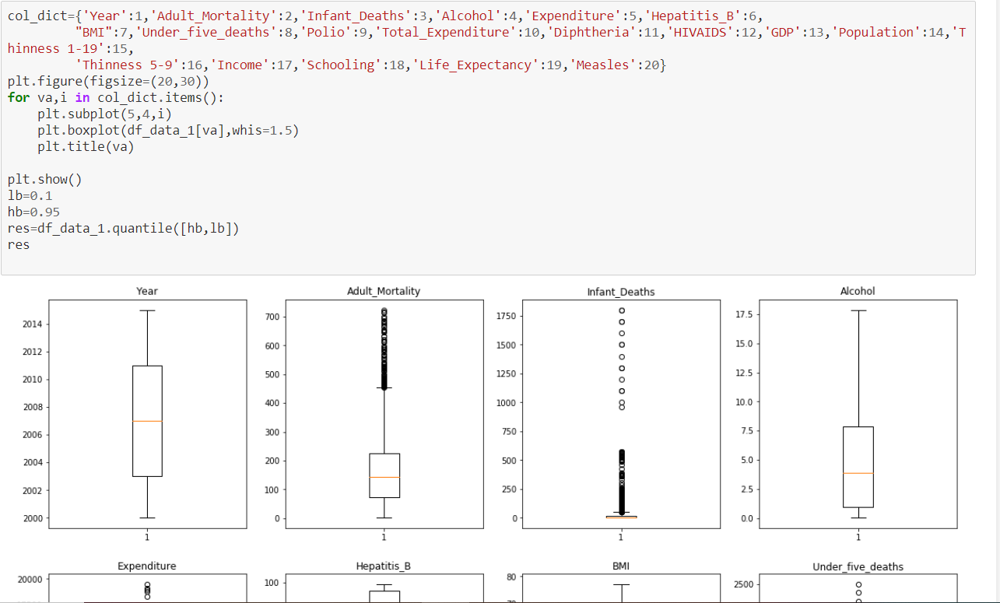 col_dict={'Year':1,'Adult_Mortality':2,'Infant_Deaths':3,'Alcohol':4,'Expenditure':5,'Hepatitis_B':6,
"BMI":7,'Under_five_deaths':8,'Polio':9,'Total_Expenditure':10,'Diphtheria':11,'HIVAIDS':12,'GDP':13,'Population':14,'T
hinness 1-19':15,
'Thinness 5-9':16,'Income':17,'Schooling':18,'Life_Expectancy':19,'Measles':20}
plt.figure(figsize=(20,30))
for va,i in col_dict.items():
plt.subplot(5,4,i)
plt.boxplot(df_data_1[va],whis=1.5)
plt.title(va)
plt.show()
lb=0.1
hb=0.95
res=df_data_1.quantile([hb,lb])
res
Year
2014
2012
2010
2008
2006
2004
2002
2000
1
Adult_Mortality
700
600
500
400
300
200
100
0
1
Infant_Deaths
1750
1500
1250
1000
750
500
250
0
1
Alcohol
17.5
15.0
12.5
10.0
7.5
5.0
2.5
0.0
1
Expenditure
20000
Hepatitis_B
100
BMI
80
Under_five_deaths
2500